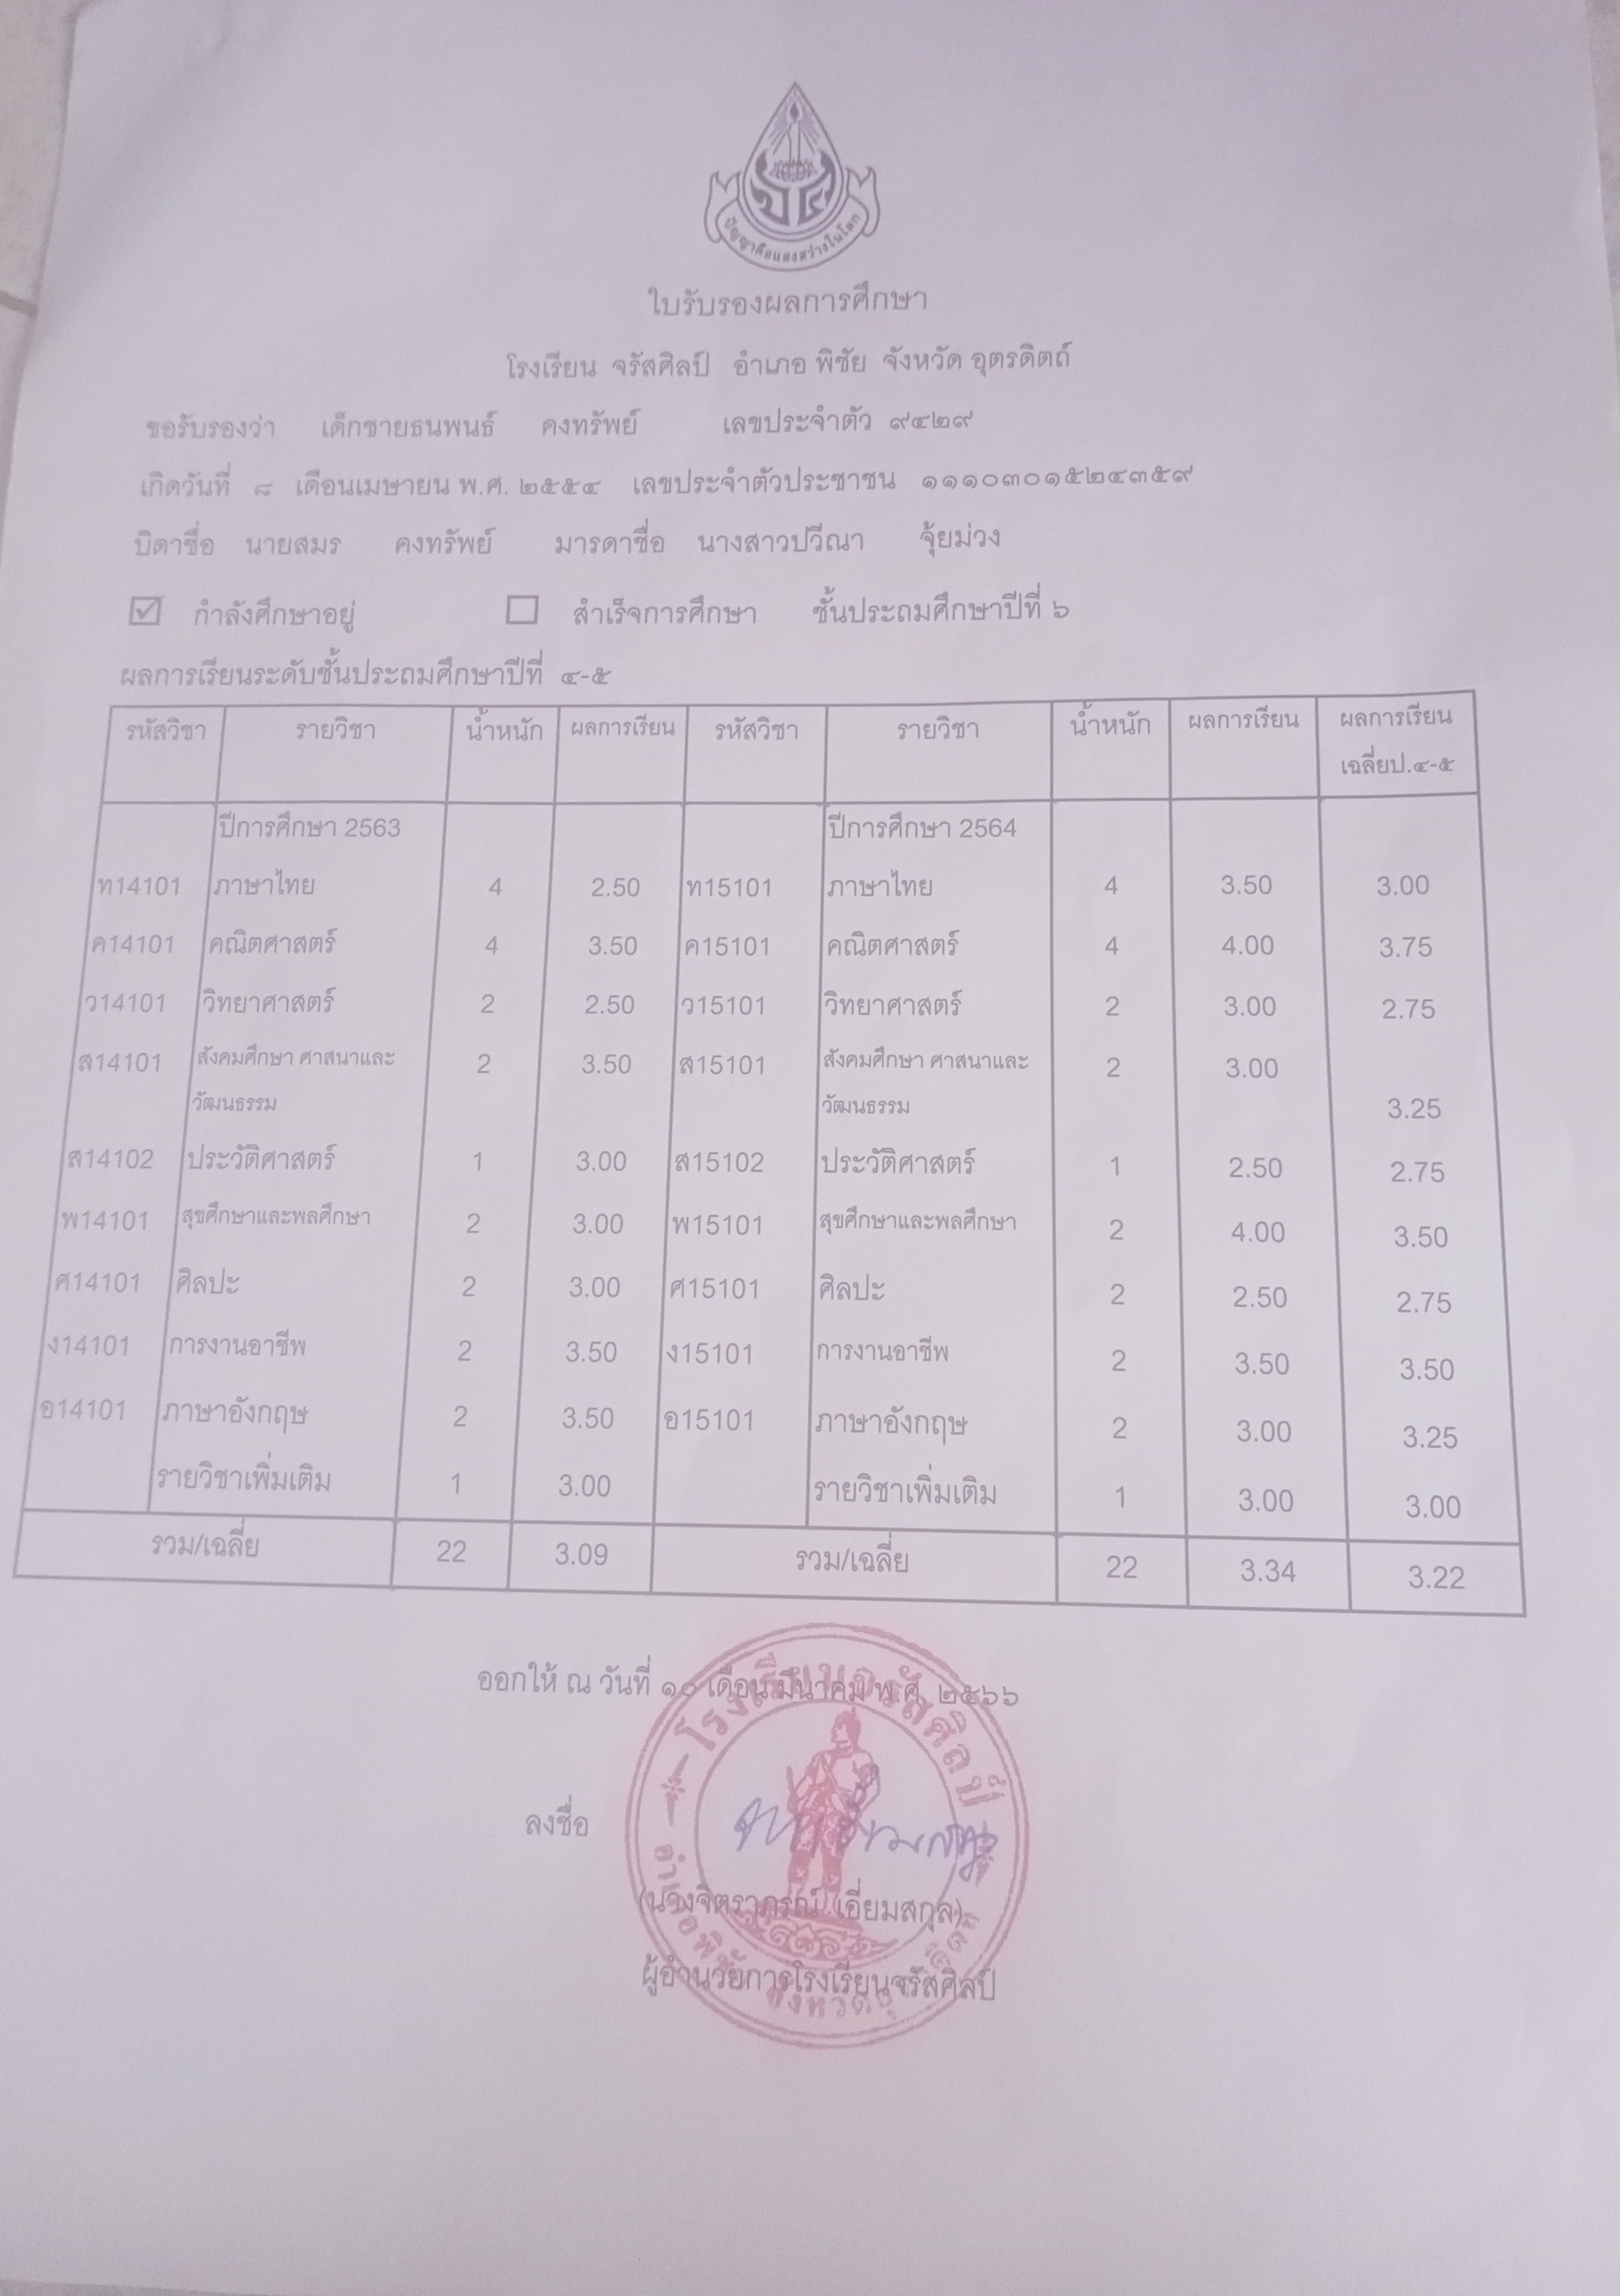 ปัญญาคือแสงสว่างในโลก
ใบรับรองผลการศึกษา
โรงเรียน จรัสศิลป์ อำเภอ พิชัย จังหวัด อุตรดิตถ์
ขอรับรองว่า เด็กชายธนพนธ์ คงทรัพย์ เลขประจำตัว ๙๔๒๙
เกิดวันที่ ๘ เดือนเมษายน พ.ศ. ๒๕๕๔ เลขประจำตัวประชาชน ๑๑๑๐๓๐๑๕๒๔๓๕๙
บิดาชื่อ นายสมร คงทรัพย์ มารดาชื่อ นางสาวปวีณา จุ้ยม่วง
☑ กำลังศึกษาอยู่ ☐ สำเร็จการศึกษา ชั้นประถมศึกษาปีที่ ๖
ผลการเรียนระดับชั้นประถมศึกษาปีที่ ๔-๕
รหัสวิชา รายวิชา น้ำหนัก ผลการเรียน รหัสวิชา รายวิชา น้ำหนัก ผลการเรียน ผลการเรียน
เฉลี่ยป.๔-๕
ปีการศึกษา 2563 ปีการศึกษา 2564
ท14101 ภาษาไทย 4 2.50 ท15101 ภาษาไทย 4 3.50 3.00
ค14101 คณิตศาสตร์ 4 3.50 ค15101 คณิตศาสตร์ 4 4.00 3.75
ว14101 วิทยาศาสตร์ 2 2.50 ว15101 วิทยาศาสตร์ 2 3.00 2.75
ส14101 สังคมศึกษา ศาสนาและ 2 3.50 ส15101 สังคมศึกษา ศาสนาและ 2 3.00
วัฒนธรรม วัฒนธรรม 3.25
ส14102 ประวัติศาสตร์ 1 3.00 ส15102 ประวัติศาสตร์ 1 2.50 2.75
พ14101 สุขศึกษาและพลศึกษา 2 3.00 พ15101 สุขศึกษาและพลศึกษา 2 4.00 3.50
ศ14101 ศิลปะ 2 3.00 ศ15101 ศิลปะ 2 2.50 2.75
ง14101 การงานอาชีพ 2 3.50 ง15101 การงานอาชีพ 2 3.50 3.50
อ14101 ภาษาอังกฤษ 2 3.50 อ15101 ภาษาอังกฤษ 2 3.00 3.25
รายวิชาเพิ่มเติม 1 3.00 รายวิชาเพิ่มเติม 1 3.00 3.00
รวม/เฉลี่ย 22 3.09 รวม/เฉลี่ย 22 3.34 3.22
ออกให้ ณ วันที่ ๑๐ เดือน มีนาคม พ.ศ. ๒๕๖๖
โรงเรียนจรัสศิลป์
ลงชื่อ
(นางจิตราภรณ์ เอี่ยมสกุล)
ผู้อำนวยการโรงเรียนจรัสศิลป์